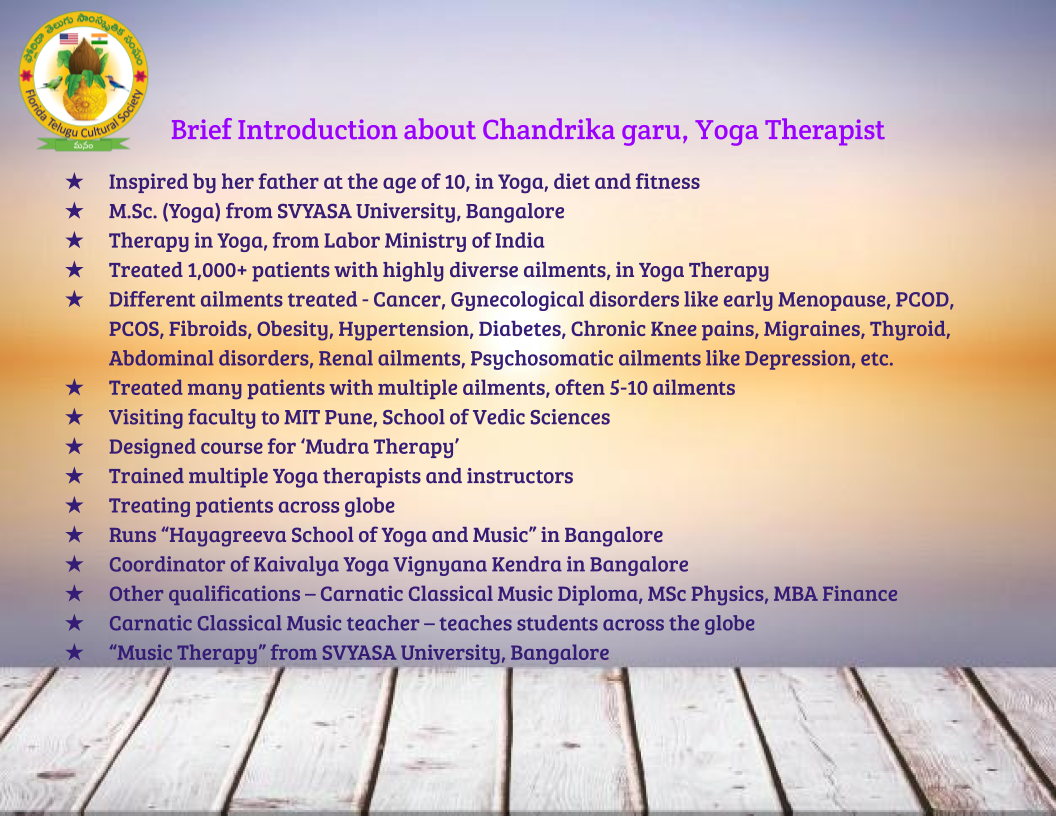 ఫ్లోరిడా తెలుగు సాంస్కృతిక సంఘం
Florida Telugu Cultural Society
మనం
Brief Introduction about Chandrika garu, Yoga Therapist
★ Inspired by her father at the age of 10, in Yoga, diet and fitness
★ M.Sc. (Yoga) from SVYASA University, Bangalore
★ Therapy in Yoga, from Labor Ministry of India
★ Treated 1,000+ patients with highly diverse ailments, in Yoga Therapy
★ Different ailments treated - Cancer, Gynecological disorders like early Menopause, PCOD,
PCOS, Fibroids, Obesity, Hypertension, Diabetes, Chronic Knee pains, Migraines, Thyroid,
Abdominal disorders, Renal ailments, Psychosomatic ailments like Depression, etc.
★ Treated many patients with multiple ailments, often 5-10 ailments
★ Visiting faculty to MIT Pune, School of Vedic Sciences
★ Designed course for ‘Mudra Therapy’
★ Trained multiple Yoga therapists and instructors
★ Treating patients across globe
★ Runs “Hayagreeva School of Yoga and Music” in Bangalore
★ Coordinator of Kaivalya Yoga Vignyana Kendra in Bangalore
★ Other qualifications – Carnatic Classical Music Diploma, MSc Physics, MBA Finance
★ Carnatic Classical Music teacher – teaches students across the globe
★ “Music Therapy” from SVYASA University, Bangalore